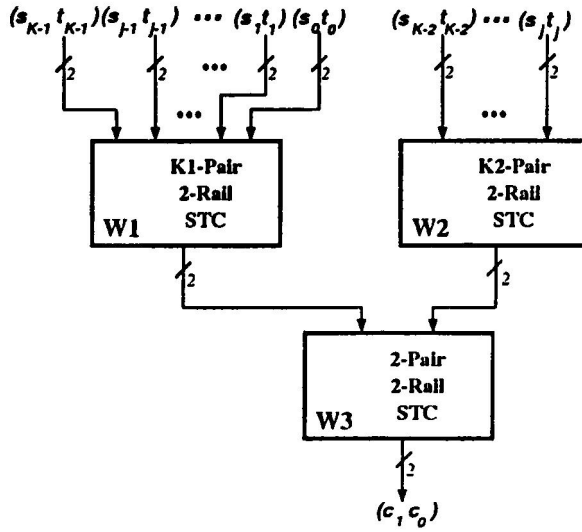 (s_{K-1} t_{K-1})(s_{j-1} t_{j-1}) ••• (s_1 t_1)(s_0 t_0)
(s_{K-2} t_{K-2}) ••• (s_j t_j)
2 2 ••• 2 2
2 2
•••
•••
K1-Pair
2-Rail
STC
W1
K2-Pair
2-Rail
STC
W2
2
2
2-Pair
2-Rail
STC
W3
2
(c_1 c_0)